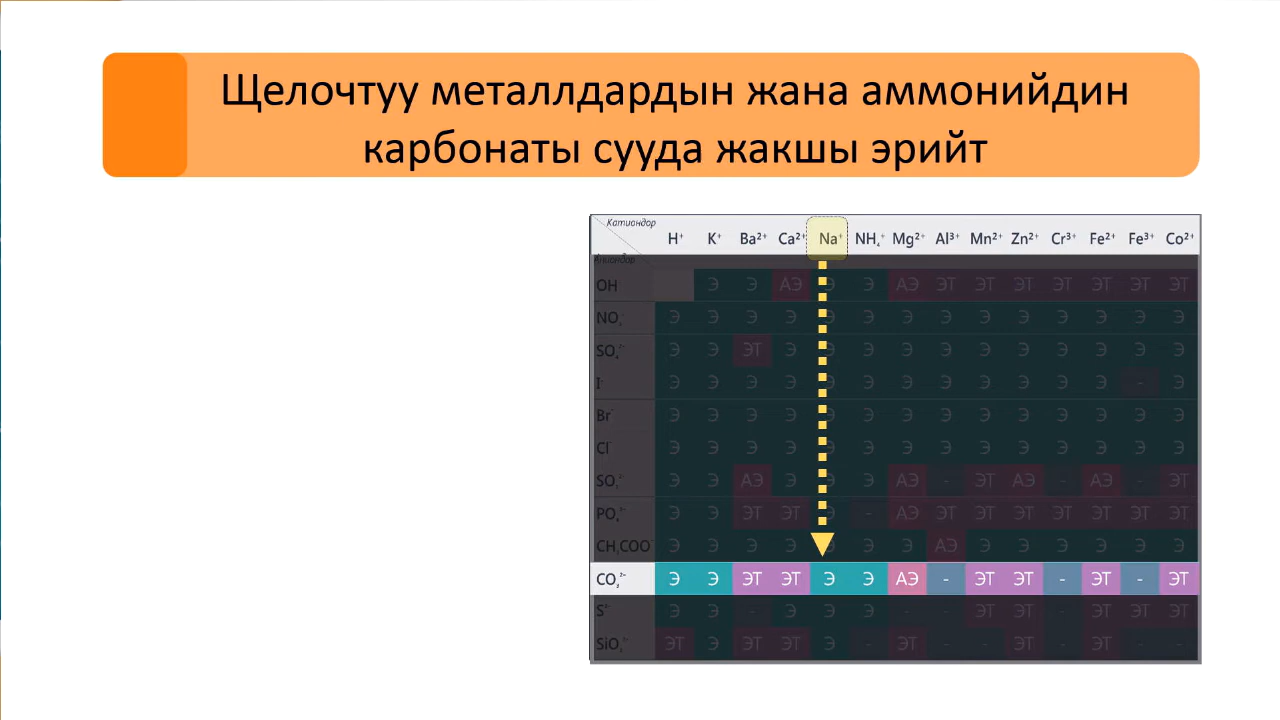 Щелочтуу металлдардын жана аммонийдин
карбонаты сууда жакшы эрийт
Катиондор
H⁺ K⁺ Ba²⁺ Ca²⁺ Na⁺ NH₄⁺ Mg²⁺ Al³⁺ Mn²⁺ Zn²⁺ Cr³⁺ Fe²⁺ Fe³⁺ Co²⁺
Аниондор
OH Э Э АЭ Э Э АЭ ЭТ ЭТ ЭТ ЭТ ЭТ ЭТ ЭТ
NO₃⁻ Э Э Э Э Э Э Э Э Э Э Э Э Э Э
SO₄²⁻ Э Э ЭТ Э Э Э Э Э Э Э Э Э Э Э
I⁻ Э Э Э Э Э Э Э Э Э Э Э Э - Э
Br⁻ Э Э Э Э Э Э Э Э Э Э Э Э Э Э
Cl⁻ Э Э Э Э Э Э Э Э Э Э Э Э Э Э
SO₃²⁻ Э Э АЭ Э Э Э АЭ - ЭТ АЭ - АЭ - ЭТ
PO₄³⁻ Э Э ЭТ ЭТ Э - АЭ ЭТ ЭТ ЭТ ЭТ ЭТ ЭТ ЭТ
CH₃COO⁻ Э Э Э Э Э Э Э АЭ Э Э Э Э Э Э
CO₃²⁻ Э Э ЭТ ЭТ Э Э АЭ - ЭТ ЭТ - ЭТ - ЭТ
S²⁻ Э Э - Э Э Э - - ЭТ ЭТ - ЭТ ЭТ ЭТ
SiO₃²⁻ ЭТ Э ЭТ ЭТ Э - ЭТ - - ЭТ - ЭТ - -